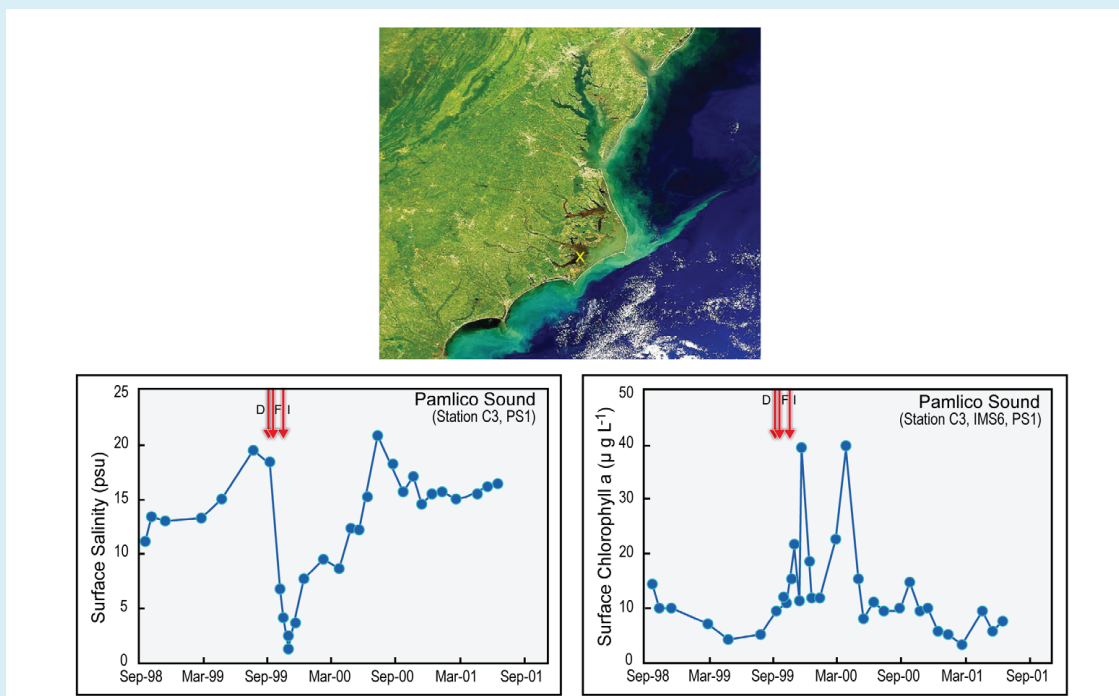 X
25
20
15
10
5
0
Surface Salinity (psu)
D F I
Pamlico Sound
(Station C3, PS1)
Sep-98 Mar-99 Sep-99 Mar-00 Sep-00 Mar-01 Sep-01
50
40
30
20
10
0
Surface Chlorophyll a (µ g L-1)
D F I
Pamlico Sound
(Station C3, IMS6, PS1)
Sep-98 Mar-99 Sep-99 Mar-00 Sep-00 Mar-01 Sep-01